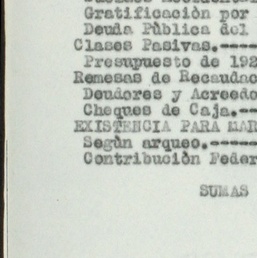 Gratificación por
Deuda Pública del
Clases Pasivas.-----
Presupuesto de 192
Remesas de Recaudac
Deudores y Acreedo
Cheques de Caja.----
EXISTENCIA PARA MAR
Según arqueo.------
Contribución Feder
SUMAS